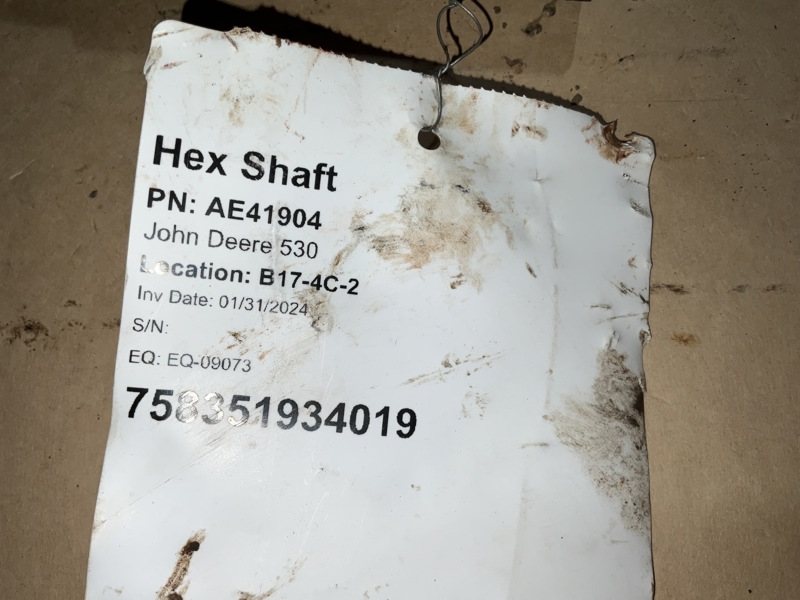 Hex Shaft
PN: AE41904
John Deere 530
Location: B17-4C-2
Inv Date: 01/31/2024
S/N:
EQ: EQ-09073
758351934019